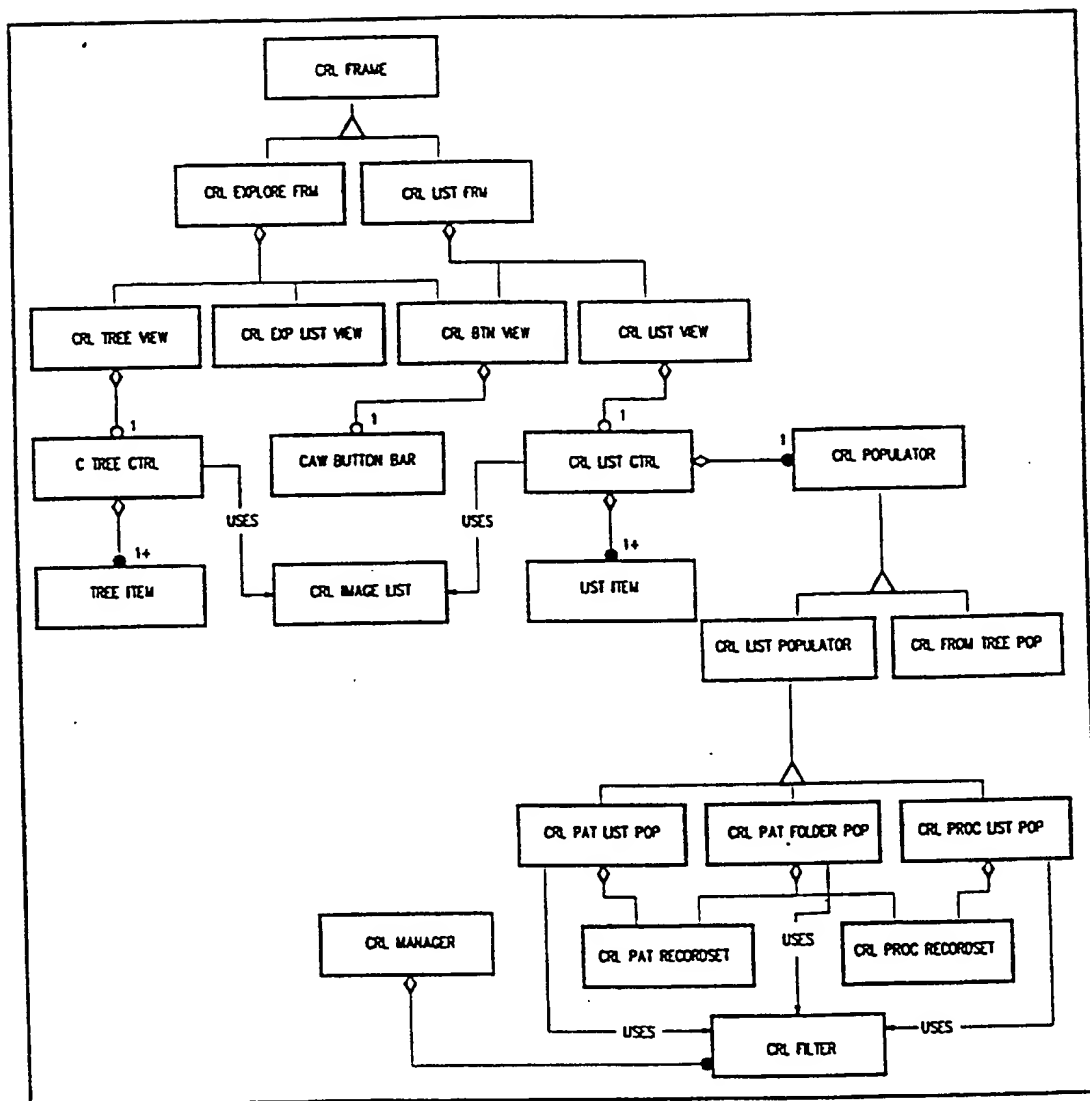 CRL FRAME
CRL EXPLORE FRM
CRL LIST FRM
CRL TREE VIEW
CRL EXP LIST VIEW
CRL BTN VIEW
CRL LIST VIEW
1
1
1
1
C TREE CTRL
CAW BUTTON BAR
CRL LIST CTRL
CRL POPULATOR
USES
USES
1+
1+
TREE ITEM
CRL IMAGE LIST
LIST ITEM
CRL LIST POPULATOR
CRL FROM TREE POP
CRL PAT LIST POP
CRL PAT FOLDER POP
CRL PROC LIST POP
CRL MANAGER
CRL PAT RECORDSET
USES
CRL PROC RECORDSET
USES
USES
CRL FILTER